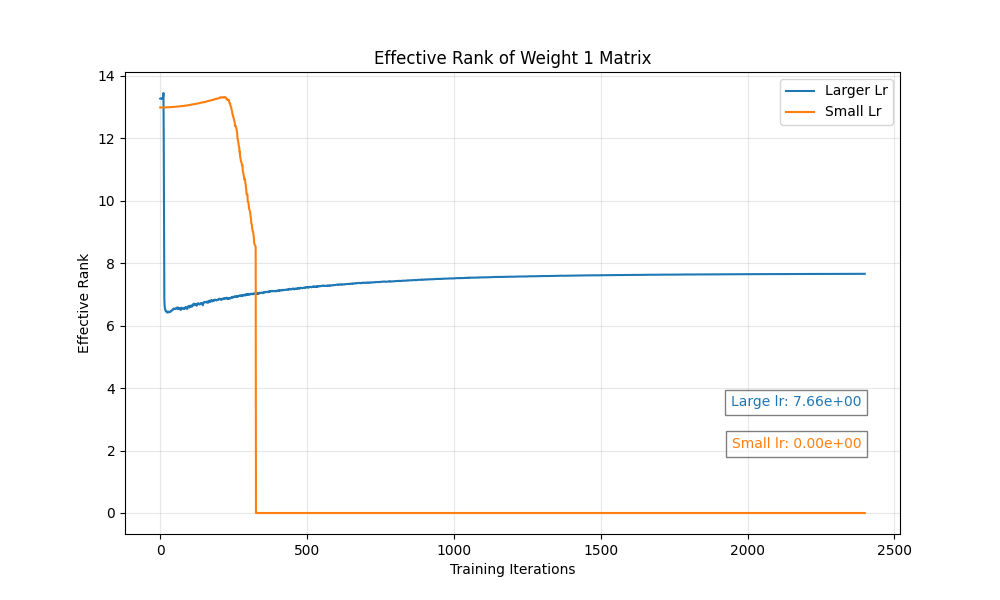 Effective Rank of Weight 1 Matrix
Larger Lr
Small Lr
14
12
10
8
6
4
2
0
Effective Rank
Large lr: 7.66e+00
Small lr: 0.00e+00
0
500
1000
1500
2000
2500
Training Iterations